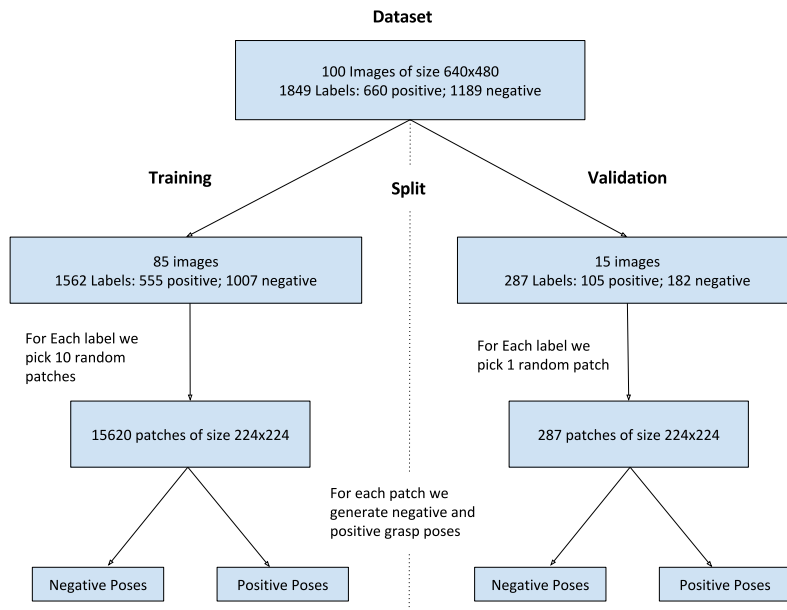 Dataset
100 Images of size 640x480
1849 Labels: 660 positive; 1189 negative
Training
Split
Validation
85 images
1562 Labels: 555 positive; 1007 negative
15 images
287 Labels: 105 positive; 182 negative
For Each label we
pick 10 random
patches
For Each label we
pick 1 random patch
15620 patches of size 224x224
287 patches of size 224x224
For each patch we
generate negative and
positive grasp poses
Negative Poses
Positive Poses
Negative Poses
Positive Poses